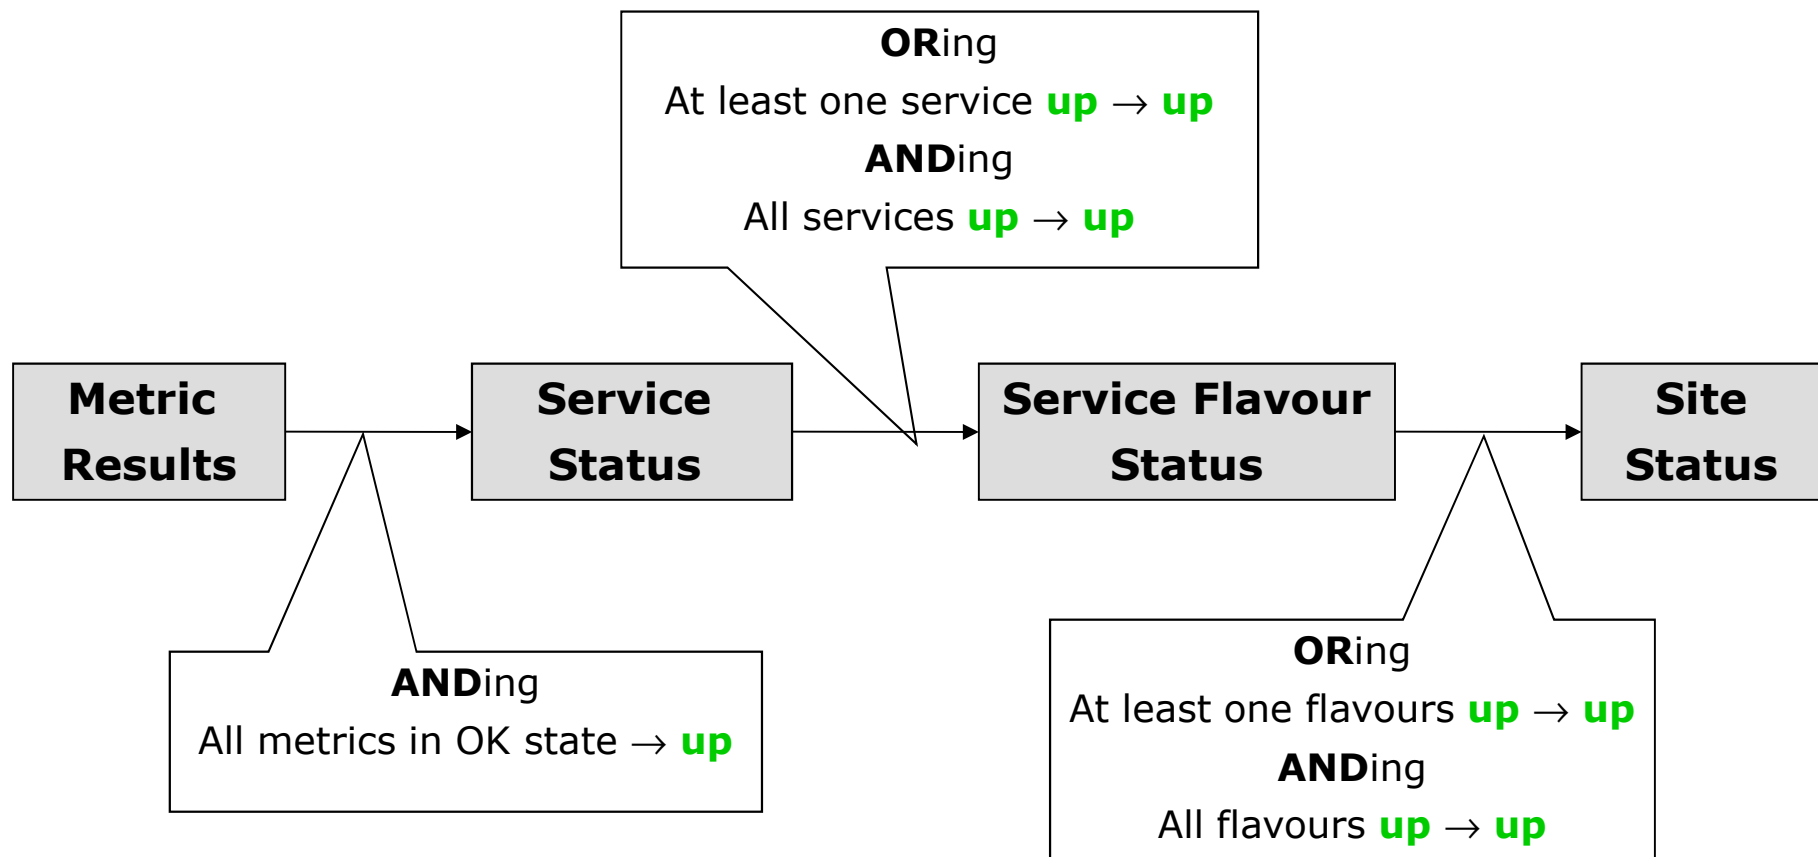 ORing
At least one service up → up
ANDing
All services up → up
Metric
Results
Service
Status
Service Flavour
Status
Site
Status
ANDing
All metrics in OK state → up
ORing
At least one flavours up → up
ANDing
All flavours up → up